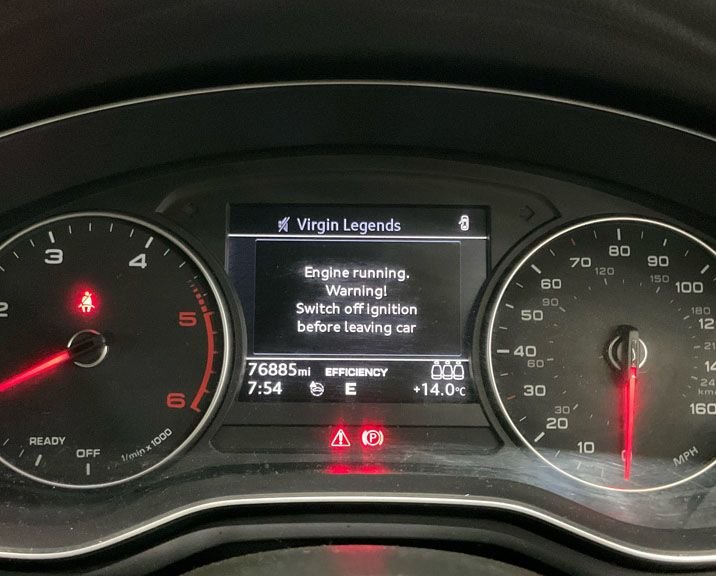 Virgin Legends
Engine running.
Warning!
Switch off ignition
before leaving car
76885mi EFFICIENCY
7:54 E +14.0°C
2 3 4 5 6
READY
OFF
1/min x 1000
0 10 20 30 40 50 60 70 80 90 100 160
30 60 90 120 150 180
MPH
P